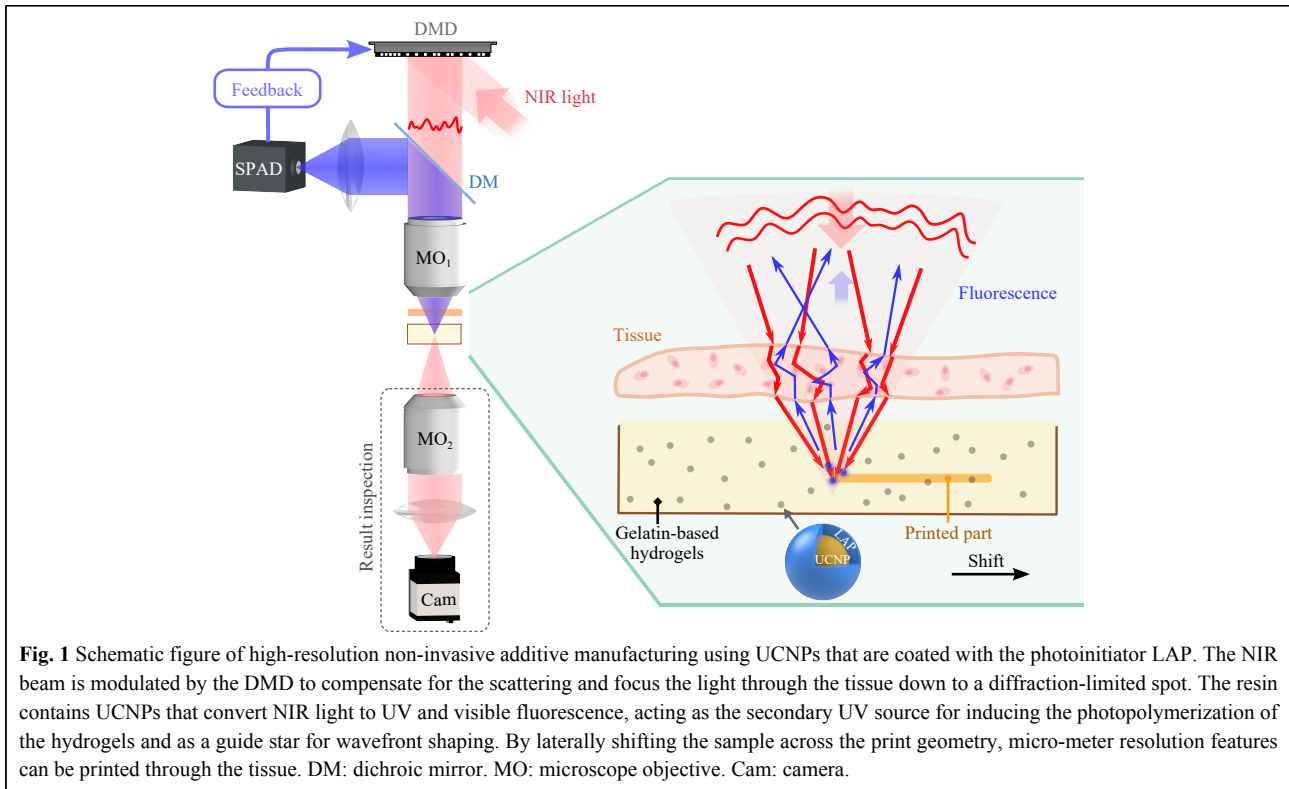 DMD
Feedback
NIR light
SPAD
DM
MO₁
Fluorescence
Tissue
MO₂
Result inspection
Gelatin-based
hydrogels
LAP
UCNP
Printed part
Shift
Cam
Fig. 1 Schematic figure of high-resolution non-invasive additive manufacturing using UCNPs that are coated with the photoinitiator LAP. The NIR
beam is modulated by the DMD to compensate for the scattering and focus the light through the tissue down to a diffraction-limited spot. The resin
contains UCNPs that convert NIR light to UV and visible fluorescence, acting as the secondary UV source for inducing the photopolymerization of
the hydrogels and as a guide star for wavefront shaping. By laterally shifting the sample across the print geometry, micro-meter resolution features
can be printed through the tissue. DM: dichroic mirror. MO: microscope objective. Cam: camera.